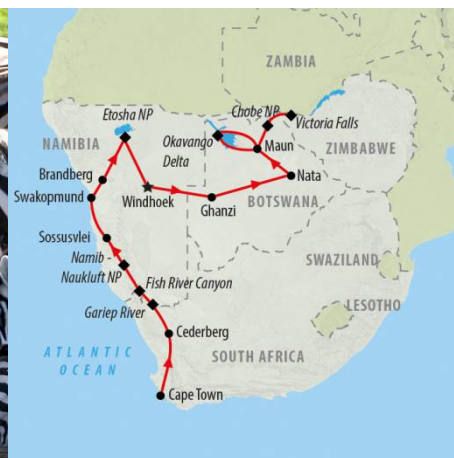 ZAMBIA
Etosha NP
Chobe NP
Victoria Falls
NAMIBIA
Okavango
Delta
Maun
ZIMBABWE
Brandberg
Nata
Swakopmund
Windhoek
Ghanzi
BOTSWANA
Sossusvlei
Namib -
Naukluft NP
SWAZILAND
Fish River Canyon
Gariep River
LESOTHO
Cederberg
ATLANTIC
OCEAN
SOUTH AFRICA
Cape Town